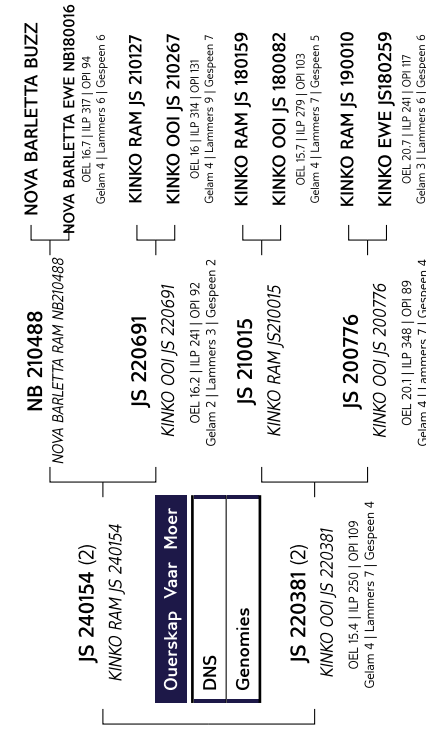 JS 240154 (2)
KINKO RAM JS 240154
Ouerskap Vaar Moer
DNS
Genomies
JS 220381 (2)
KINKO OOI JS 220381
OEL 15.4 | ILP 250 | OPI 109
Gelam 4 | Lammers 7 | Gespeen 4
NB 210488
NOVA BARLETTA RAM NB210488
JS 220691
KINKO OOI JS 220691
OEL 16.2 | ILP 241 | OPI 92
Gelam 2 | Lammers 3 | Gespeen 2
JS 210015
KINKO RAM JS210015
JS 200776
KINKO OOI JS 200776
OEL 20.1 | ILP 348 | OPI 89
Gelam 4 | Lammers 7 | Gespeen 4
NOVA BARLETTA BUZZ
NOVA BARLETTA EWE NB180016
OEL 16.7 | ILP 317 | OPI 94
Gelam 4 | Lammers 6 | Gespeen 6
KINKO RAM JS 210127
KINKO OOI JS 210267
OEL 16 | ILP 314 | OPI 131
Gelam 4 | Lammers 9 | Gespeen 7
KINKO RAM JS 180159
KINKO OOI JS 180082
OEL 15.7 | ILP 279 | OPI 103
Gelam 4 | Lammers 7 | Gespeen 5
KINKO RAM JS 190010
KINKO EWE JS180259
OEL 20.7 | ILP 241 | OPI 117
Gelam 3 | Lammers 6 | Gespeen 6